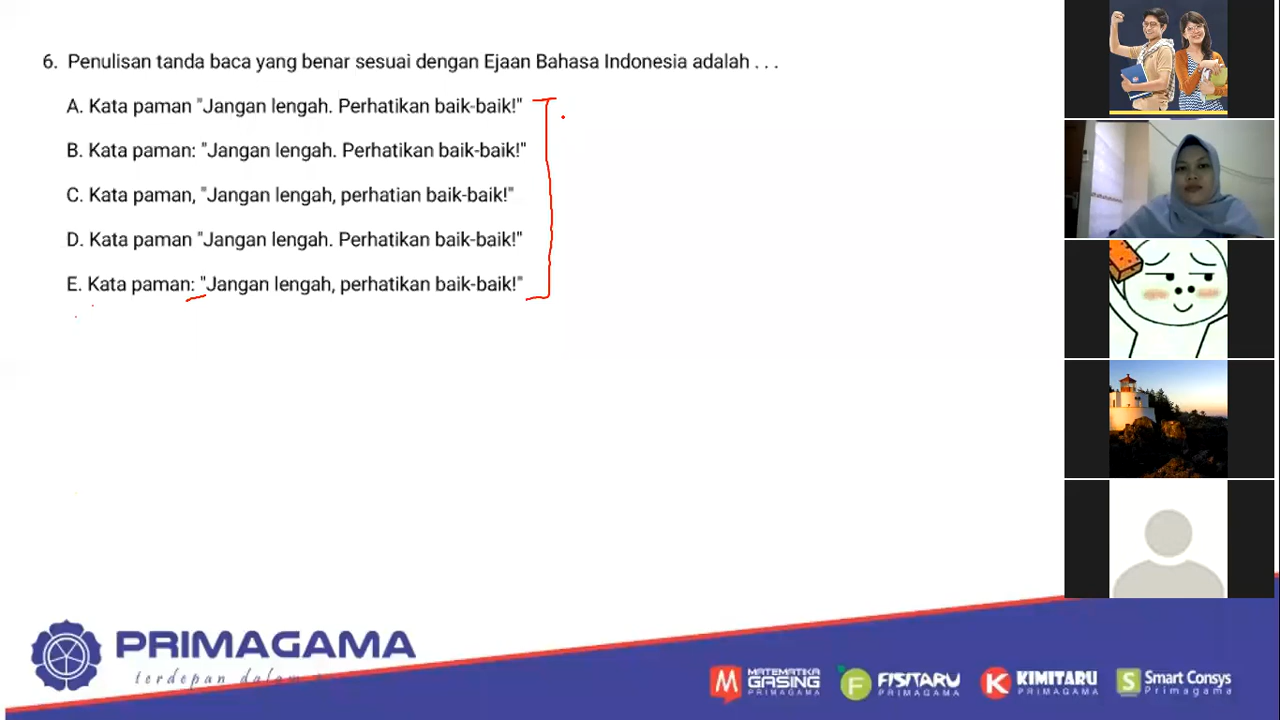 6. Penulisan tanda baca yang benar sesuai dengan Ejaan Bahasa Indonesia adalah . . .
A. Kata paman "Jangan lengah. Perhatikan baik-baik!"
B. Kata paman: "Jangan lengah. Perhatikan baik-baik!"
C. Kata paman, "Jangan lengah, perhatian baik-baik!"
D. Kata paman "Jangan lengah. Perhatikan baik-baik!"
E. Kata paman: "Jangan lengah, perhatikan baik-baik!"
PRIMAGAMA
terdepan dalam
M MATEMATIKA GASING PRIMAGAMA
F FISITARU PRIMAGAMA
K KIMITARU PRIMAGAMA
S Smart Consys Primagama